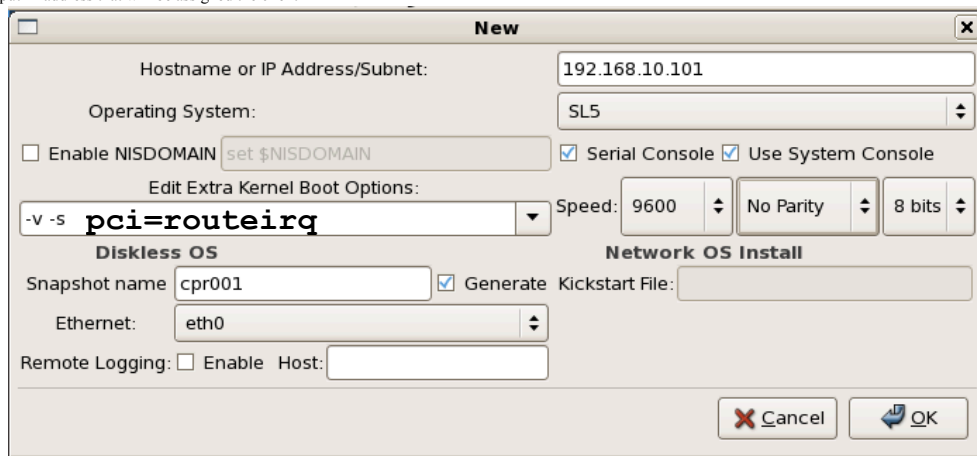 New
Hostname or IP Address/Subnet: 192.168.10.101
Operating System: SL5
Enable NISDOMAIN set $NISDOMAIN Serial Console Use System Console
Edit Extra Kernel Boot Options:
-v -s pci=routeirq Speed: 9600 No Parity 8 bits
Diskless OS Network OS Install
Snapshot name cpr001 Generate Kickstart File:
Ethernet: eth0
Remote Logging: Enable Host:
Cancel OK